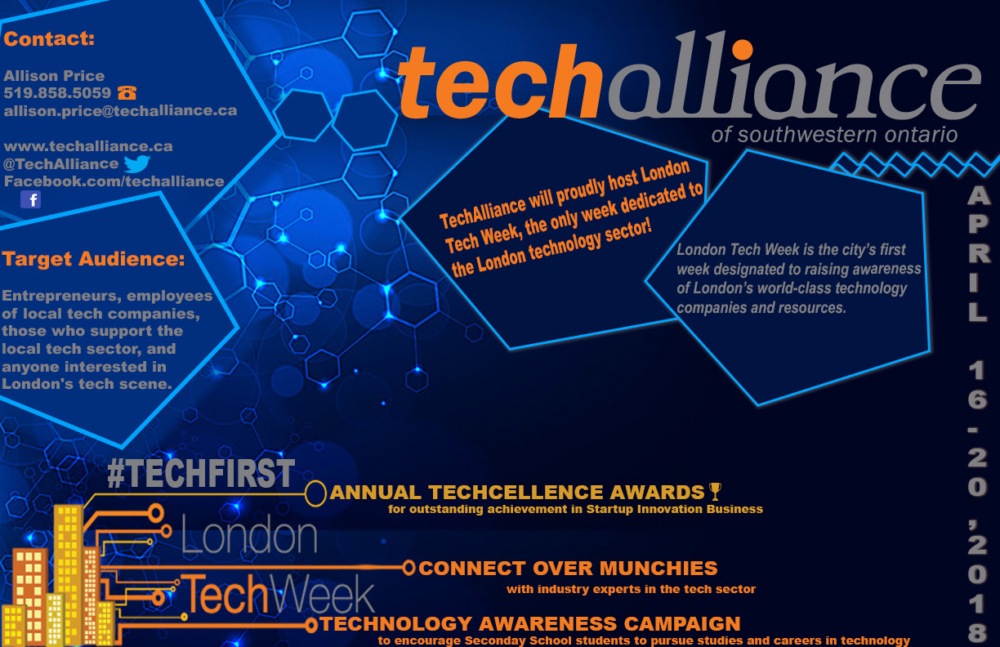 Contact:
Allison Price
519.858.5059
allison.price@techalliance.ca
www.techalliance.ca
@TechAlliance
Facebook.com/techalliance
f
Target Audience:
Entrepreneurs, employees
of local tech companies,
those who support the
local tech sector, and
anyone interested in
London's tech scene.
techalliance
of southwestern ontario
TechAlliance will proudly host London
Tech Week, the only week dedicated to
the London technology sector!
London Tech Week is the city's first
week designated to raising awareness
of London's world-class technology
companies and resources.
APRIL 16-20,2018
#TECHFIRST
London
TechWeek
ANNUAL TECHCELLENCE AWARDS
for outstanding achievement in Startup Innovation Business
CONNECT OVER MUNCHIES
with industry experts in the tech sector
TECHNOLOGY AWARENESS CAMPAIGN
to encourage Seconday School students to pursue studies and careers in technology